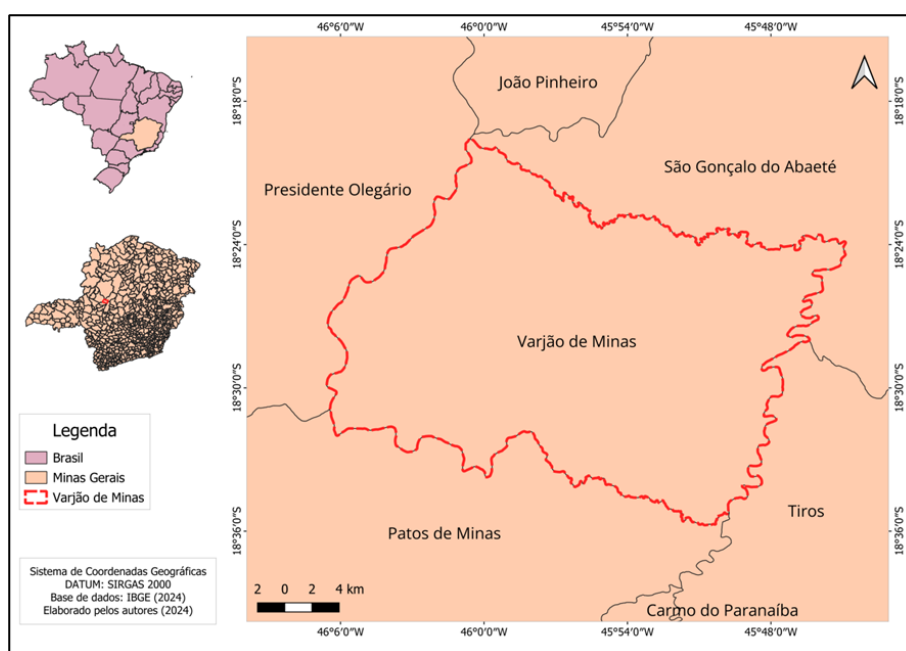 46°6'0"W 46°0'0"W 45°54'0"W 45°48'0"W
18°18'0"S
18°24'0"S
18°30'0"S
18°36'0"S
João Pinheiro
São Gonçalo do Abaeté
Presidente Olegário
Varjão de Minas
Tiros
Patos de Minas
Carmo do Paranaíba
2 0 2 4 km
46°6'0"W 46°0'0"W 45°54'0"W 45°48'0"W
18°18'0"S
18°24'0"S
18°30'0"S
18°36'0"S
Legenda
Brasil
Minas Gerais
Varjão de Minas
Sistema de Coordenadas Geográficas
DATUM: SIRGAS 2000
Base de dados: IBGE (2024)
Elaborado pelos autores (2024)